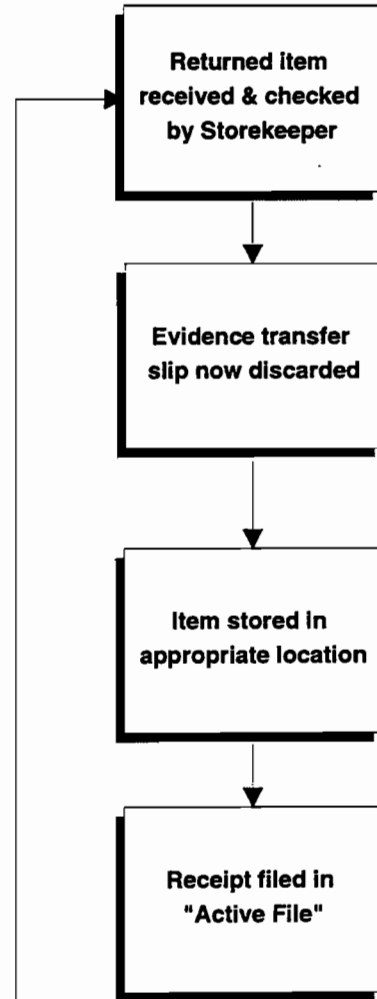 Returned item
received & checked
by Storekeeper
Evidence transfer
slip now discarded
Item stored in
appropriate location
Receipt filed in
"Active File"